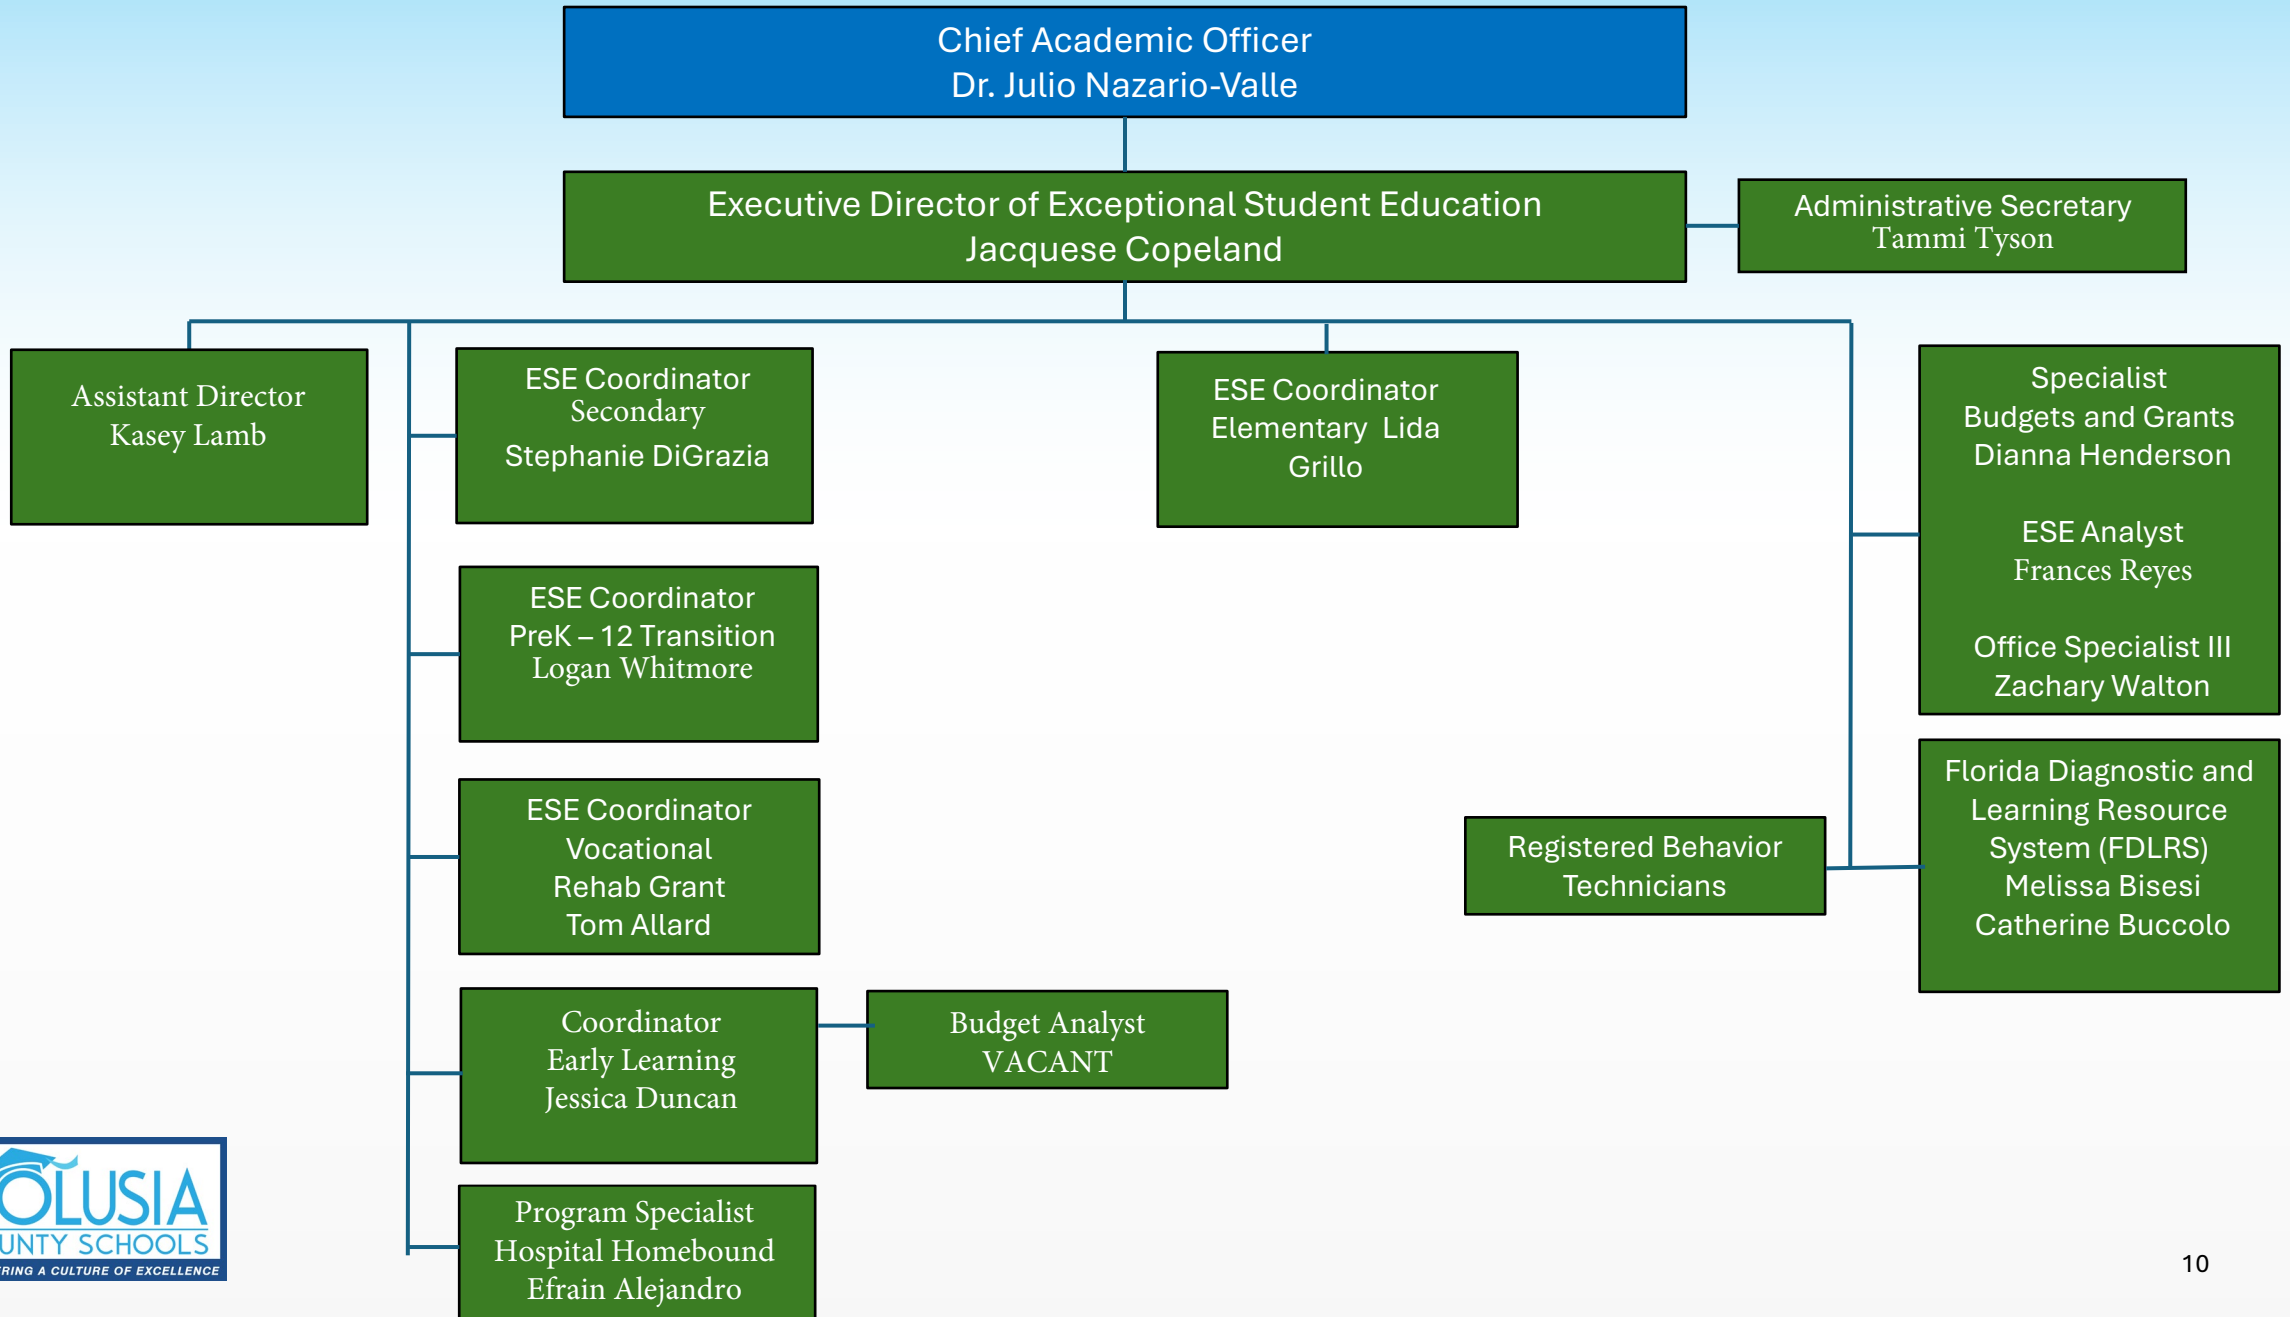 Chief Academic Officer
Dr. Julio Nazario-Valle
Executive Director of Exceptional Student Education
Jacquese Copeland
Administrative Secretary
Tammi Tyson
Assistant Director
Kasey Lamb
ESE Coordinator
Secondary
Stephanie DiGrazia
ESE Coordinator
Elementary Lida
Grillo
Specialist
Budgets and Grants
Dianna Henderson
ESE Analyst
Frances Reyes
Office Specialist III
Zachary Walton
ESE Coordinator
PreK – 12 Transition
Logan Whitmore
ESE Coordinator
Vocational
Rehab Grant
Tom Allard
Registered Behavior
Technicians
Florida Diagnostic and
Learning Resource
System (FDLRS)
Melissa Bisesi
Catherine Buccolo
Coordinator
Early Learning
Jessica Duncan
Budget Analyst
VACANT
Program Specialist
Hospital Homebound
Efrain Alejandro
OLUSIA
UNTY SCHOOLS
RING A CULTURE OF EXCELLENCE
10